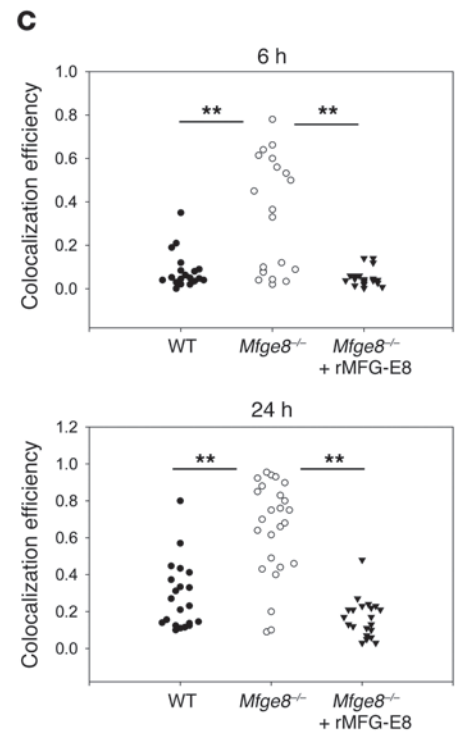 c
6 h
Colocalization efficiency
1.0
0.8
0.6
0.4
0.2
0.0
** **
WT Mfge8–/– Mfge8–/–
+ rMFG-E8
24 h
Colocalization efficiency
1.2
1.0
0.8
0.6
0.4
0.2
0.0
** **
WT Mfge8–/– Mfge8–/–
+ rMFG-E8